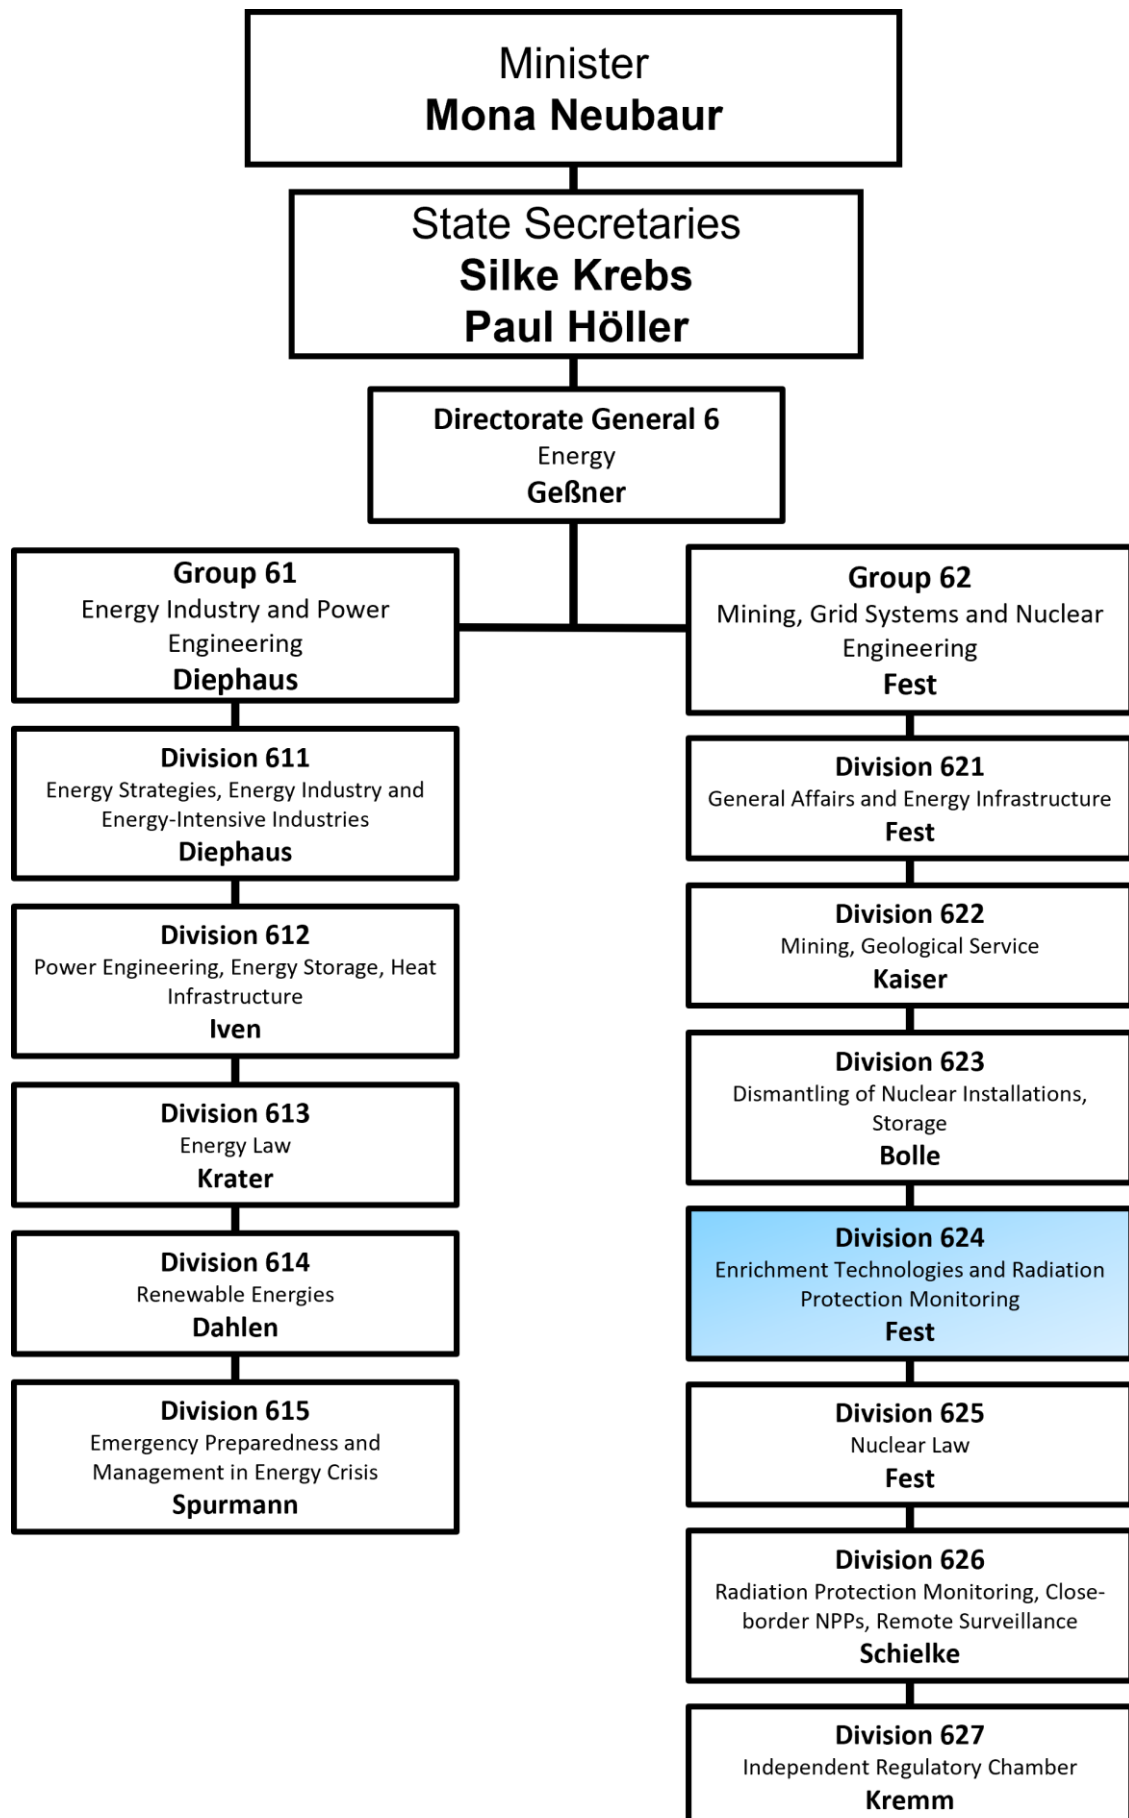 Minister
Mona Neubaur
State Secretaries
Silke Krebs
Paul Höller
Directorate General 6
Energy
Geßner
Group 61
Energy Industry and Power
Engineering
Diephaus
Division 611
Energy Strategies, Energy Industry and
Energy-Intensive Industries
Diephaus
Division 612
Power Engineering, Energy Storage, Heat
Infrastructure
Iven
Division 613
Energy Law
Krater
Division 614
Renewable Energies
Dahlen
Division 615
Emergency Preparedness and
Management in Energy Crisis
Spurmann
Group 62
Mining, Grid Systems and Nuclear
Engineering
Fest
Division 621
General Affairs and Energy Infrastructure
Fest
Division 622
Mining, Geological Service
Kaiser
Division 623
Dismantling of Nuclear Installations,
Storage
Bolle
Division 624
Enrichment Technologies and Radiation
Protection Monitoring
Fest
Division 625
Nuclear Law
Fest
Division 626
Radiation Protection Monitoring, Close-
border NPPs, Remote Surveillance
Schielke
Division 627
Independent Regulatory Chamber
Kremm